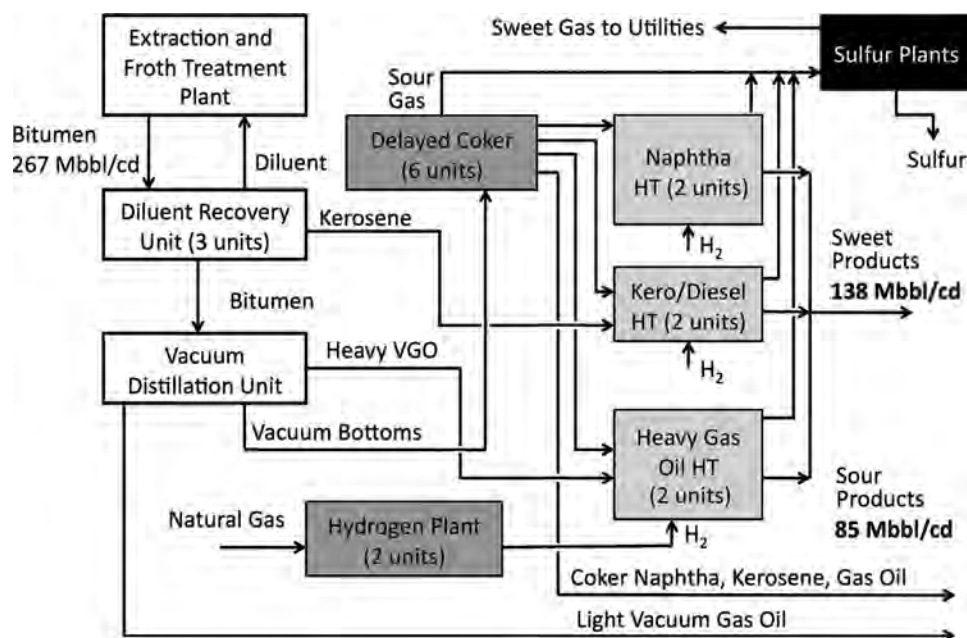 Extraction and
Froth Treatment
Plant
Bitumen
267 Mbbl/cd
Diluent
Diluent Recovery
Unit (3 units)
Kerosene
Bitumen
Vacuum
Distillation Unit
Heavy VGO
Vacuum Bottoms
Natural Gas
Hydrogen Plant
(2 units)
Sour
Gas
Delayed Coker
(6 units)
Sweet Gas to Utilities
Sulfur Plants
Sulfur
Naphtha
HT (2 units)
H2
Kero/Diesel
HT (2 units)
H2
Heavy Gas
Oil HT
(2 units)
H2
Sweet
Products
138 Mbbl/cd
Sour
Products
85 Mbbl/cd
Coker Naphtha, Kerosene, Gas Oil
Light Vacuum Gas Oil